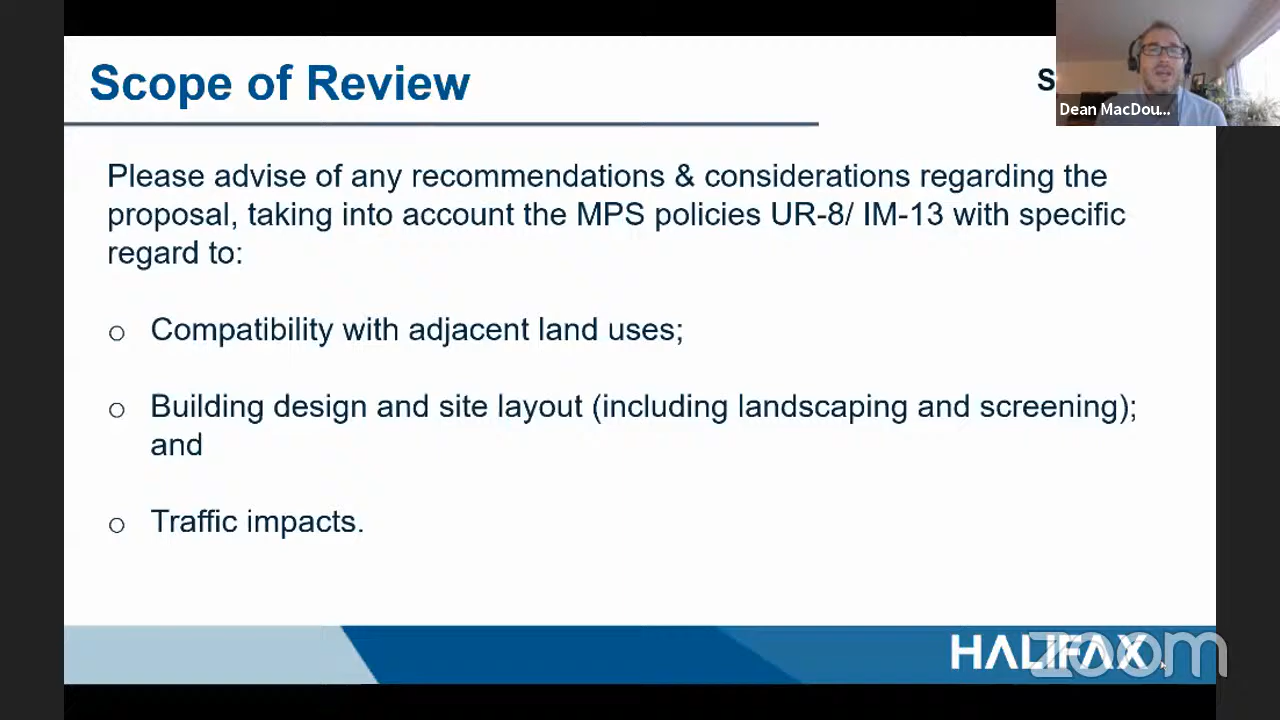 Scope of Review
S
Dean MacDou...
Please advise of any recommendations & considerations regarding the
proposal, taking into account the MPS policies UR-8/ IM-13 with specific
regard to:
o Compatibility with adjacent land uses;
o Building design and site layout (including landscaping and screening);
and
o Traffic impacts.
HALIFAX
zoom